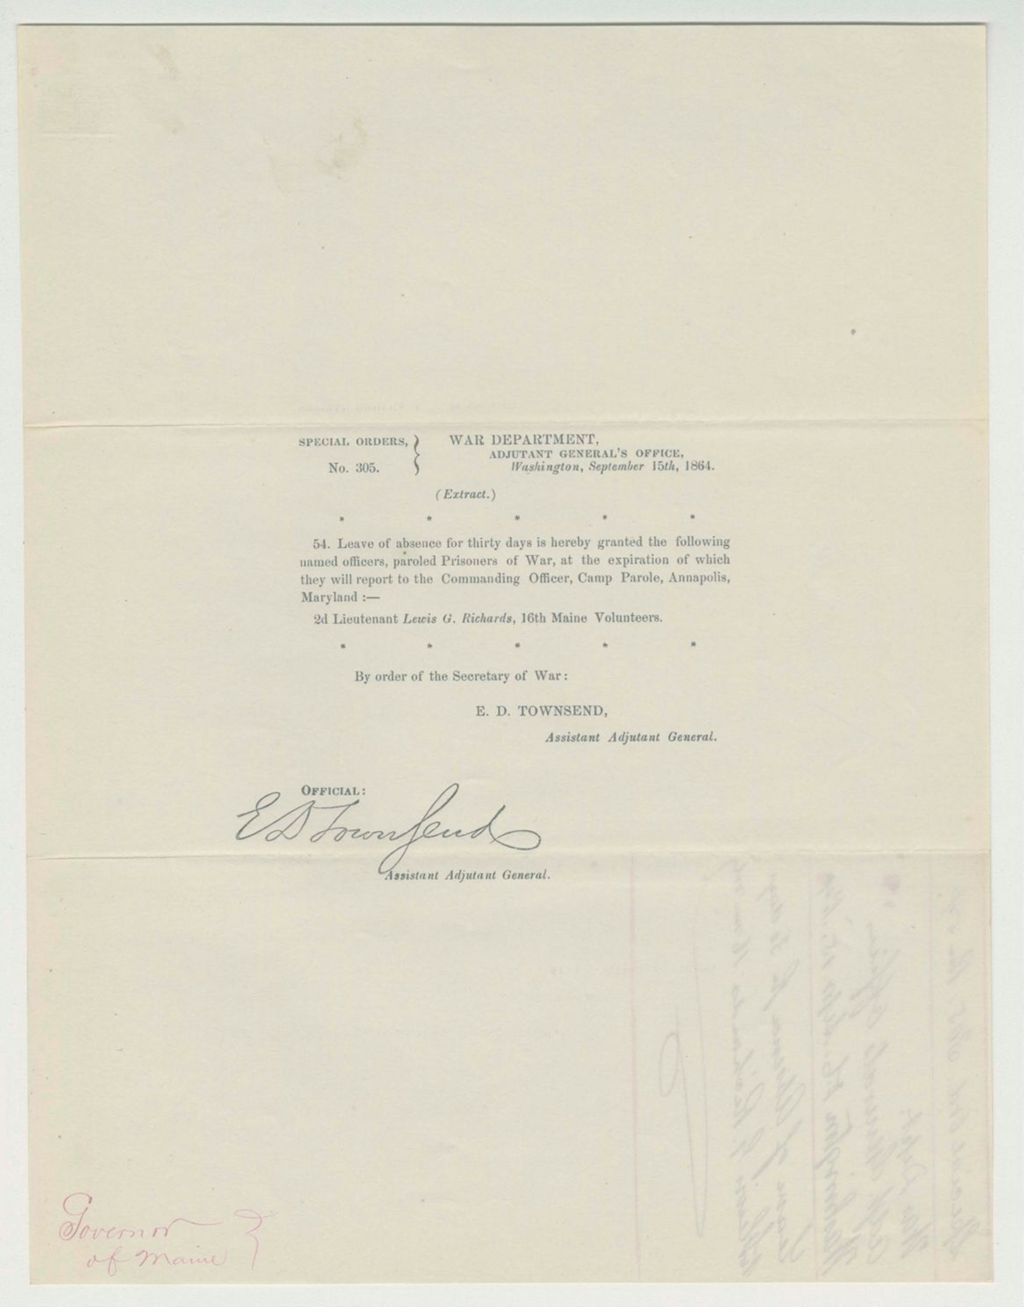 SPECIAL ORDERS, } WAR DEPARTMENT,
ADJUTANT GENERAL'S OFFICE,
No. 305. Washington, September 15th, 1864.
(Extract.)
* * * * *
54. Leave of absence for thirty days is hereby granted the following
named officers, paroled Prisoners of War, at the expiration of which
they will report to the Commanding Officer, Camp Parole, Annapolis,
Maryland :—
2d Lieutenant Lewis G. Richards, 16th Maine Volunteers.
* * * * *
By order of the Secretary of War:
E. D. TOWNSEND,
Assistant Adjutant General.
OFFICIAL:
E D Townsend
Assistant Adjutant General.
Governor }
of Maine